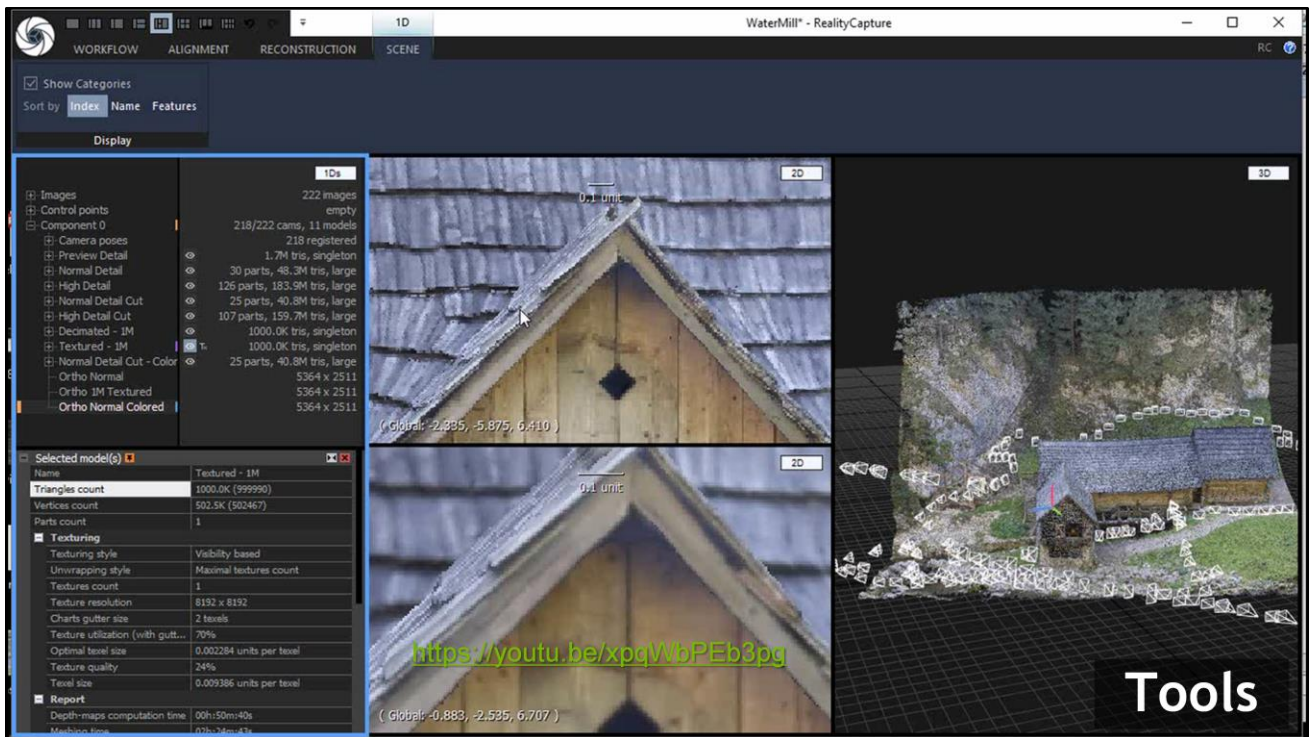 1D
WaterMill* - RealityCapture
WORKFLOW ALIGNMENT RECONSTRUCTION SCENE
RC
Show Categories
Sort by Index Name Features
Display
1Ds
Images 222 images
Control points empty
Component 0 218/222 cams, 11 models
Camera poses 218 registered
Preview Detail 1.7M tris, singleton
Normal Detail 30 parts, 48.3M tris, large
High Detail 126 parts, 183.9M tris, large
Normal Detail Cut 25 parts, 40.8M tris, large
High Detail Cut 107 parts, 159.7M tris, large
Decimated - 1M 1000.0K tris, singleton
Textured - 1M 1000.0K tris, singleton
Normal Detail Cut - Color 25 parts, 40.8M tris, large
Ortho Normal 5364 x 2511
Ortho 1M Textured 5364 x 2511
Ortho Normal Colored 5364 x 2511
Selected model(s)
Name Textured - 1M
Triangles count 1000.0K (999990)
Vertices count 502.5K (502467)
Parts count 1
Texturing
Texturing style Visibility based
Unwrapping style Maximal textures count
Textures count 1
Texture resolution 8192 x 8192
Charts gutter size 2 texels
Texture utilization (with gutt... 70%
Optimal texel size 0.002284 units per texel
Texture quality 24%
Texel size 0.009386 units per texel
Report
Depth-maps computation time 00h:50m:40s
Meshing time 02h:24m:43s
2D
0.1 unit
( Global: -2.335, -5.875, 6.410 )
2D
0.1 unit
https://youtu.be/xpqWbPEb3pg
( Global: -0.883, -2.535, 6.707 )
3D
Tools